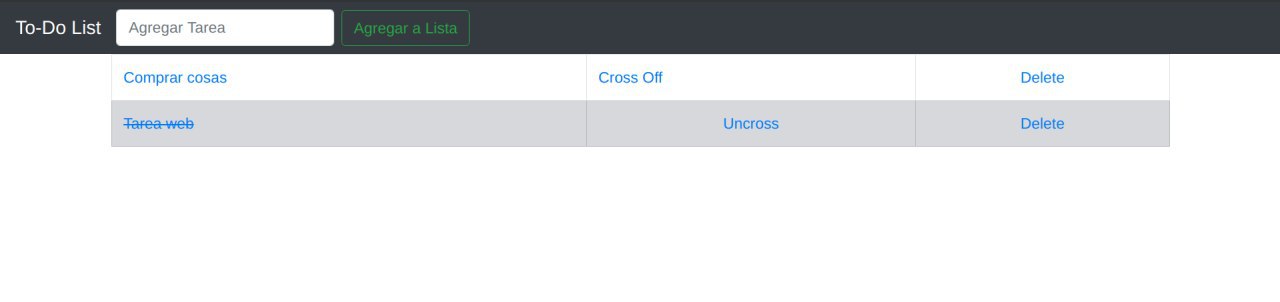 To-Do List Agregar Tarea Agregar a Lista
Comprar cosas Cross Off Delete
Tarea web Uncross Delete